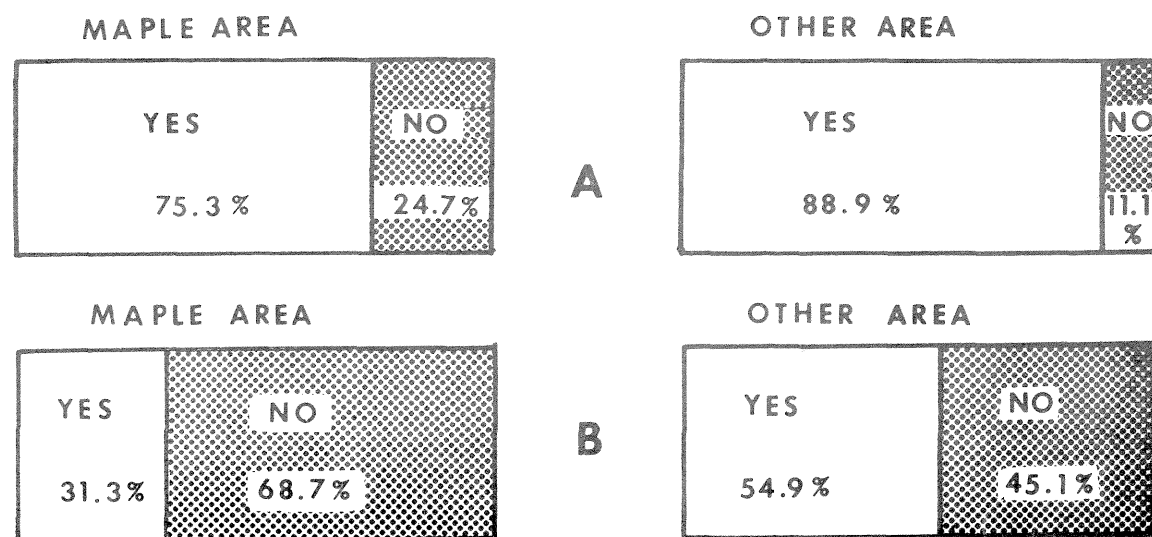 MAPLE AREA
OTHER AREA
YES
NO
75.3 %
24.7%
A
YES
NO
88.9 %
11.1
%
MAPLE AREA
OTHER AREA
YES
NO
31.3%
68.7%
B
YES
NO
54.9 %
45.1%